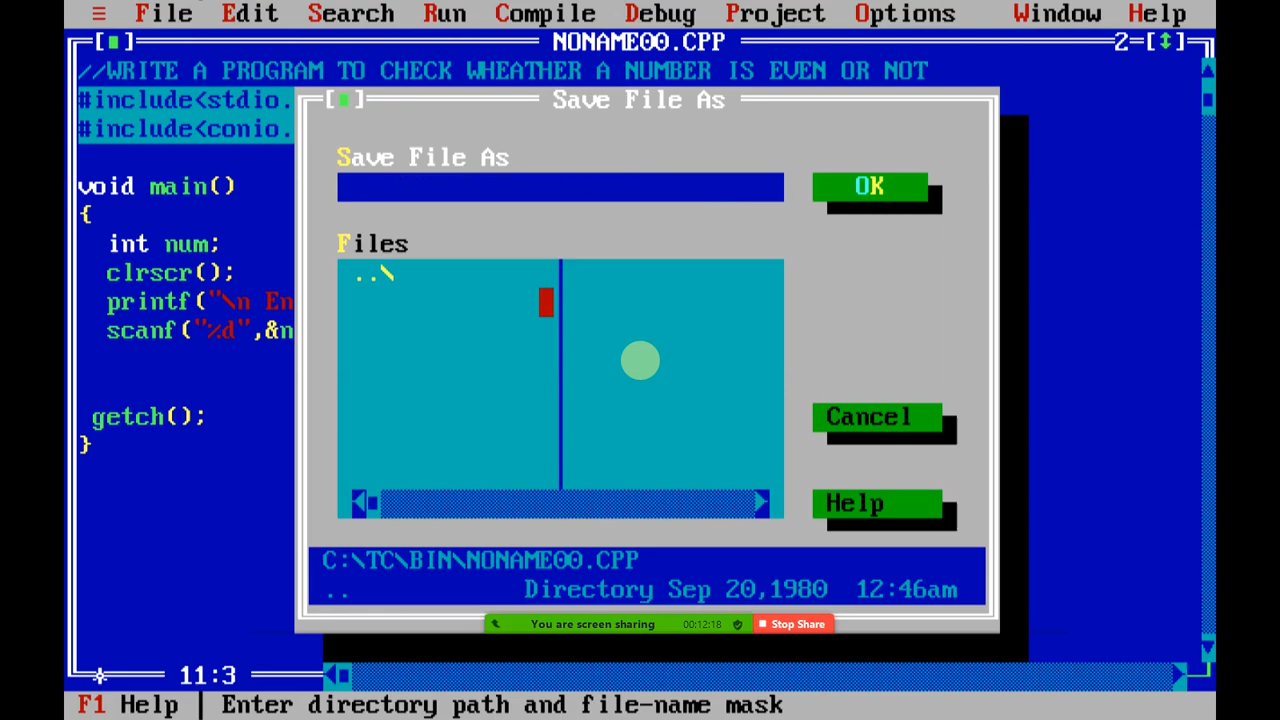 ≡ File Edit Search Run Compile Debug Project Options Window Help
[■] NONAME00.CPP 2=[↕]
//WRITE A PROGRAM TO CHECK WHEATHER A NUMBER IS EVEN OR NOT
#include<stdio.
#include<conio.
void main()
{
int num;
clrscr();
printf("\n En
scanf("%d",&n
getch();
}
[■] Save File As
Save File As
OK
Files
..\
Cancel
Help
C:\TC\BIN\NONAME00.CPP
.. Directory Sep 20,1980 12:46am
You are screen sharing 00:12:18 Stop Share
11:3
F1 Help | Enter directory path and file-name mask